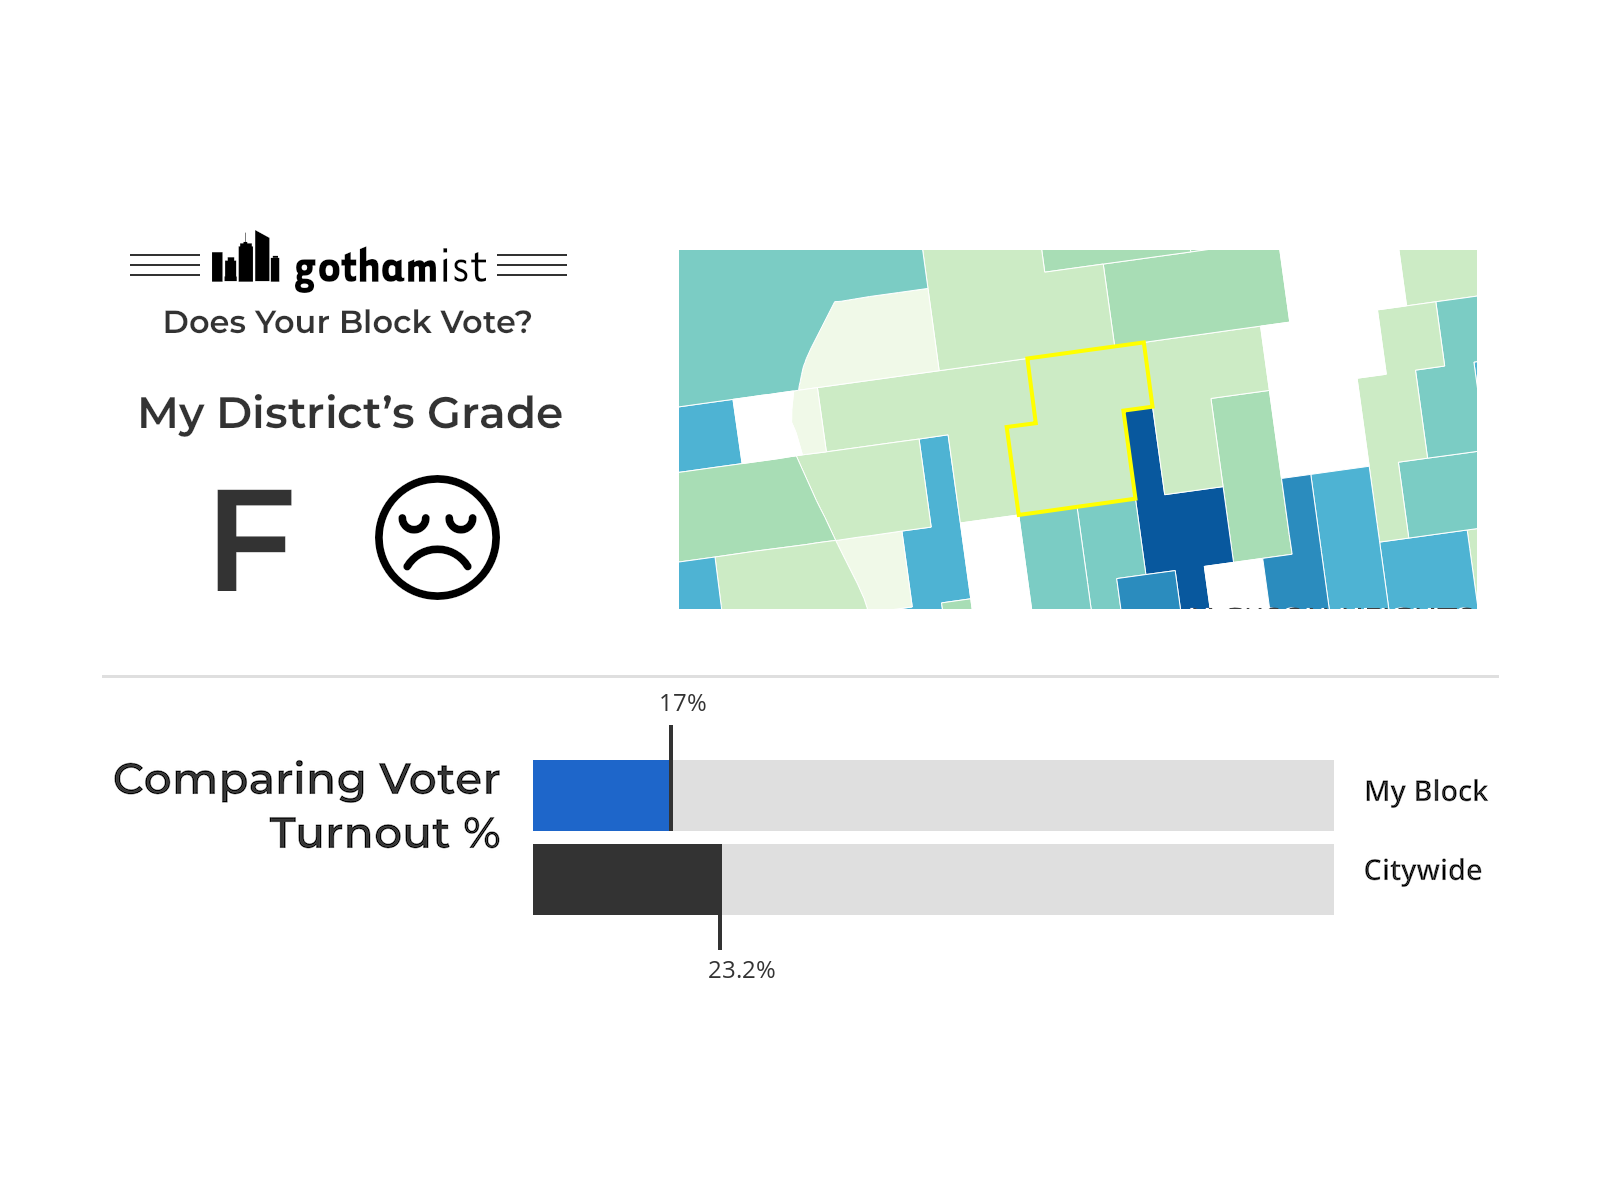 gothamist
Does Your Block Vote?
My District’s Grade
F
17%
Comparing Voter
Turnout %
My Block
Citywide
23.2%